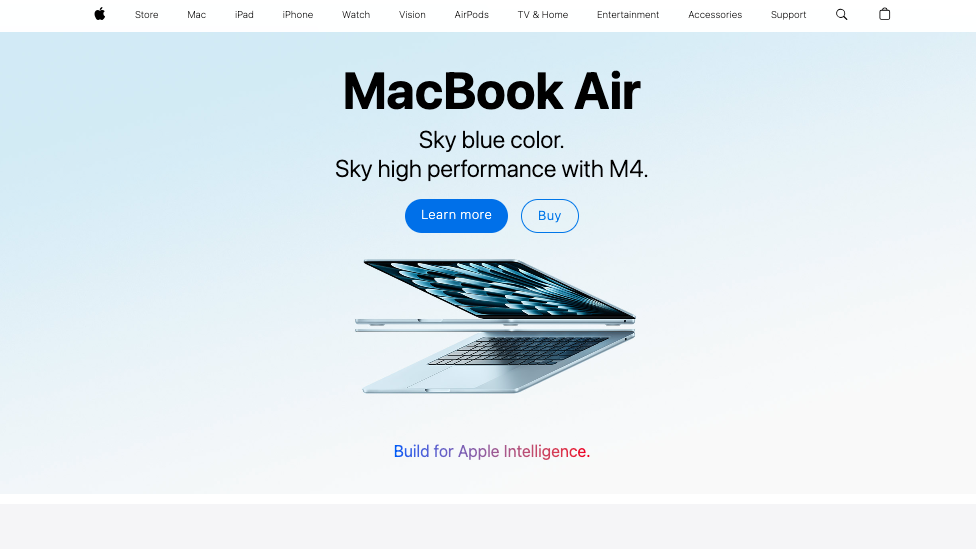 Store Mac iPad iPhone Watch Vision AirPods TV & Home Entertainment Accessories Support
MacBook Air
Sky blue color.
Sky high performance with M4.
Learn more Buy
Build for Apple Intelligence.